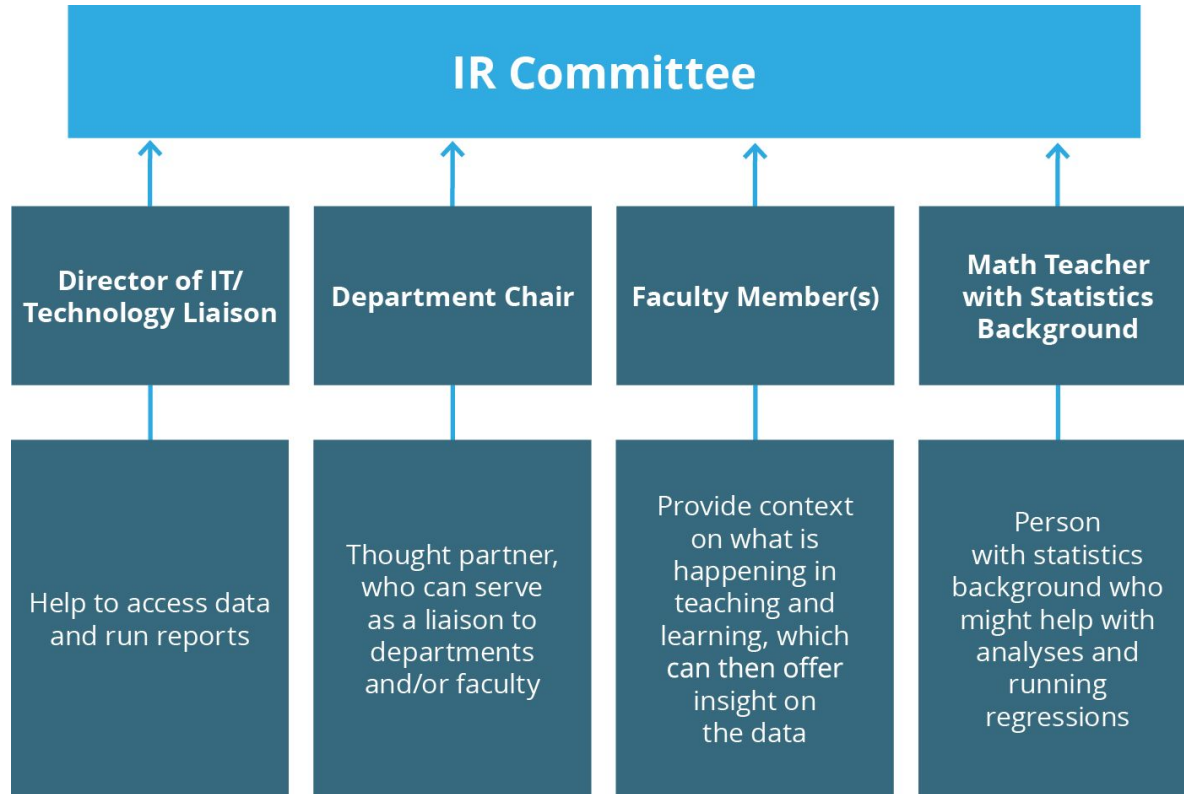 IR Committee
Director of IT/
Technology Liaison
Department Chair
Faculty Member(s)
Math Teacher
with Statistics
Background
Help to access data
and run reports
Thought partner,
who can serve
as a liaison to
departments
and/or faculty
Provide context
on what is
happening in
teaching and
learning, which
can then offer
insight on
the data
Person
with statistics
background who
might help with
analyses and
running
regressions